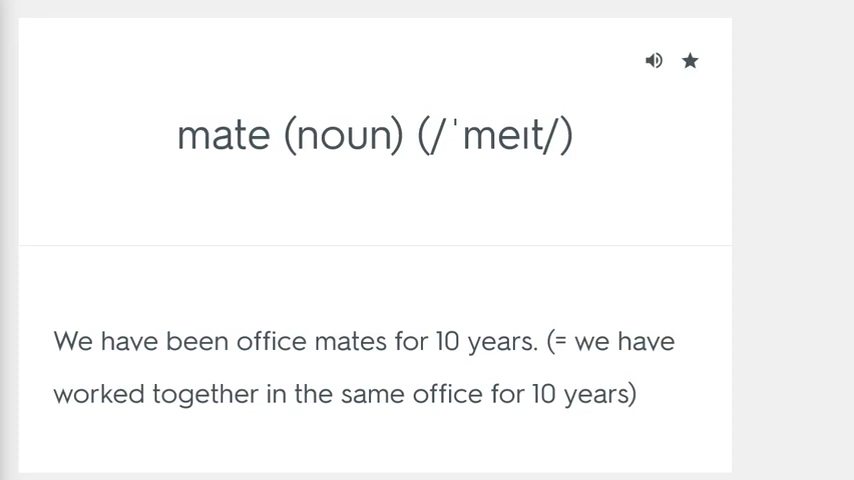 mate (noun) (/ˈmeɪt/)
We have been office mates for 10 years. (= we have
worked together in the same office for 10 years)